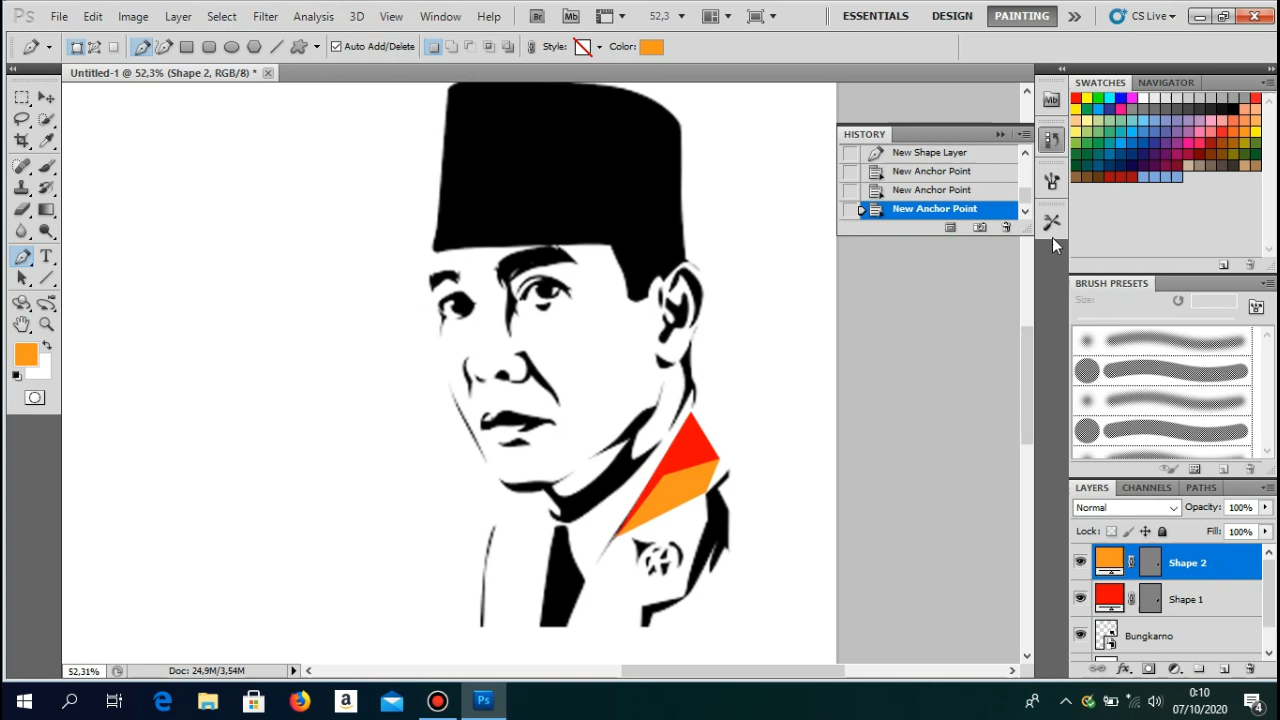 Ps File Edit Image Layer Select Filter Analysis 3D View Window Help Br Mb 52,3 ESSENTIALS DESIGN PAINTING CS Live
Auto Add/Delete Style: Color:
Untitled-1 @ 52,3% (Shape 2, RGB/8) *
SWATCHES NAVIGATOR
Mb
HISTORY
New Shape Layer
New Anchor Point
New Anchor Point
New Anchor Point
BRUSH PRESETS
Size:
LAYERS CHANNELS PATHS
Normal Opacity: 100%
Lock: Fill: 100%
Shape 2
Shape 1
Bungkarno
52,31% Doc: 24,9M/3,54M
Ps
0:10
07/10/2020
4